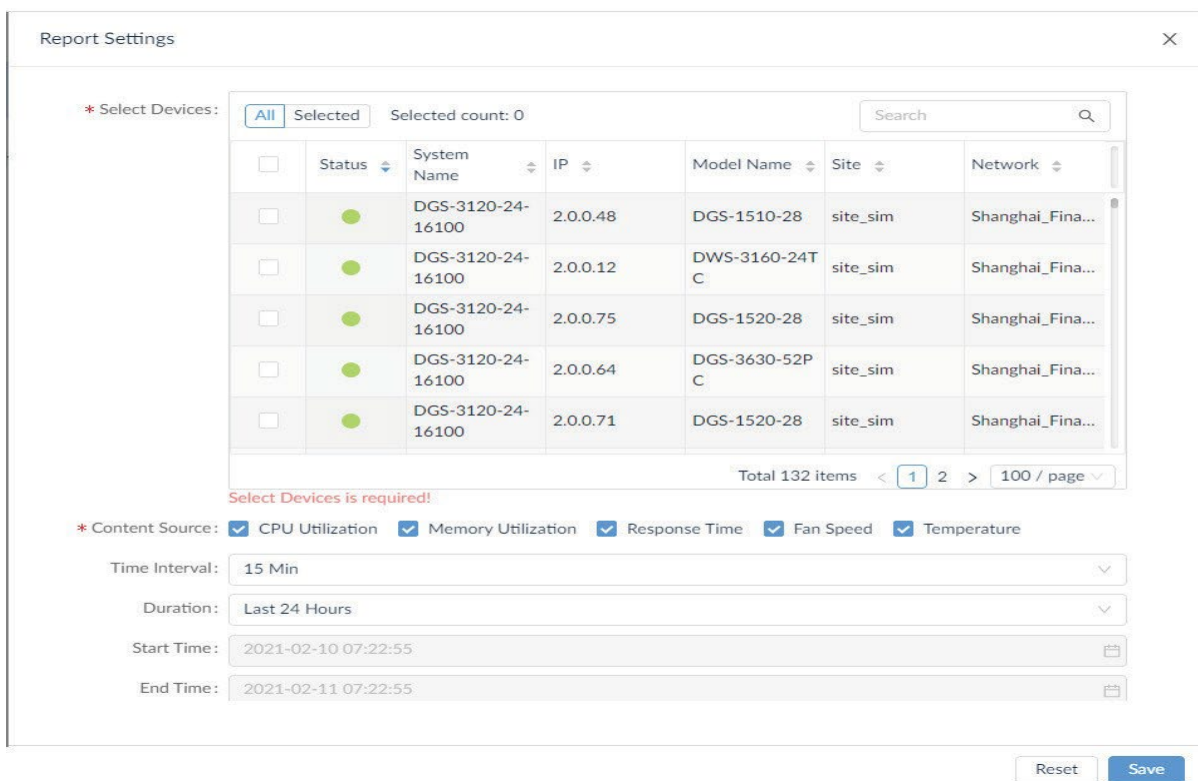 Report Settings
* Select Devices:
All Selected Selected count: 0 Search
Status System Name IP Model Name Site Network
DGS-3120-24-16100 2.0.0.48 DGS-1510-28 site_sim Shanghai_Fina...
DGS-3120-24-16100 2.0.0.12 DWS-3160-24TC site_sim Shanghai_Fina...
DGS-3120-24-16100 2.0.0.75 DGS-1520-28 site_sim Shanghai_Fina...
DGS-3120-24-16100 2.0.0.64 DGS-3630-52PC site_sim Shanghai_Fina...
DGS-3120-24-16100 2.0.0.71 DGS-1520-28 site_sim Shanghai_Fina...
Total 132 items < 1 2 > 100 / page
Select Devices is required!
* Content Source: CPU Utilization Memory Utilization Response Time Fan Speed Temperature
Time Interval: 15 Min
Duration: Last 24 Hours
Start Time: 2021-02-10 07:22:55
End Time: 2021-02-11 07:22:55
Reset Save